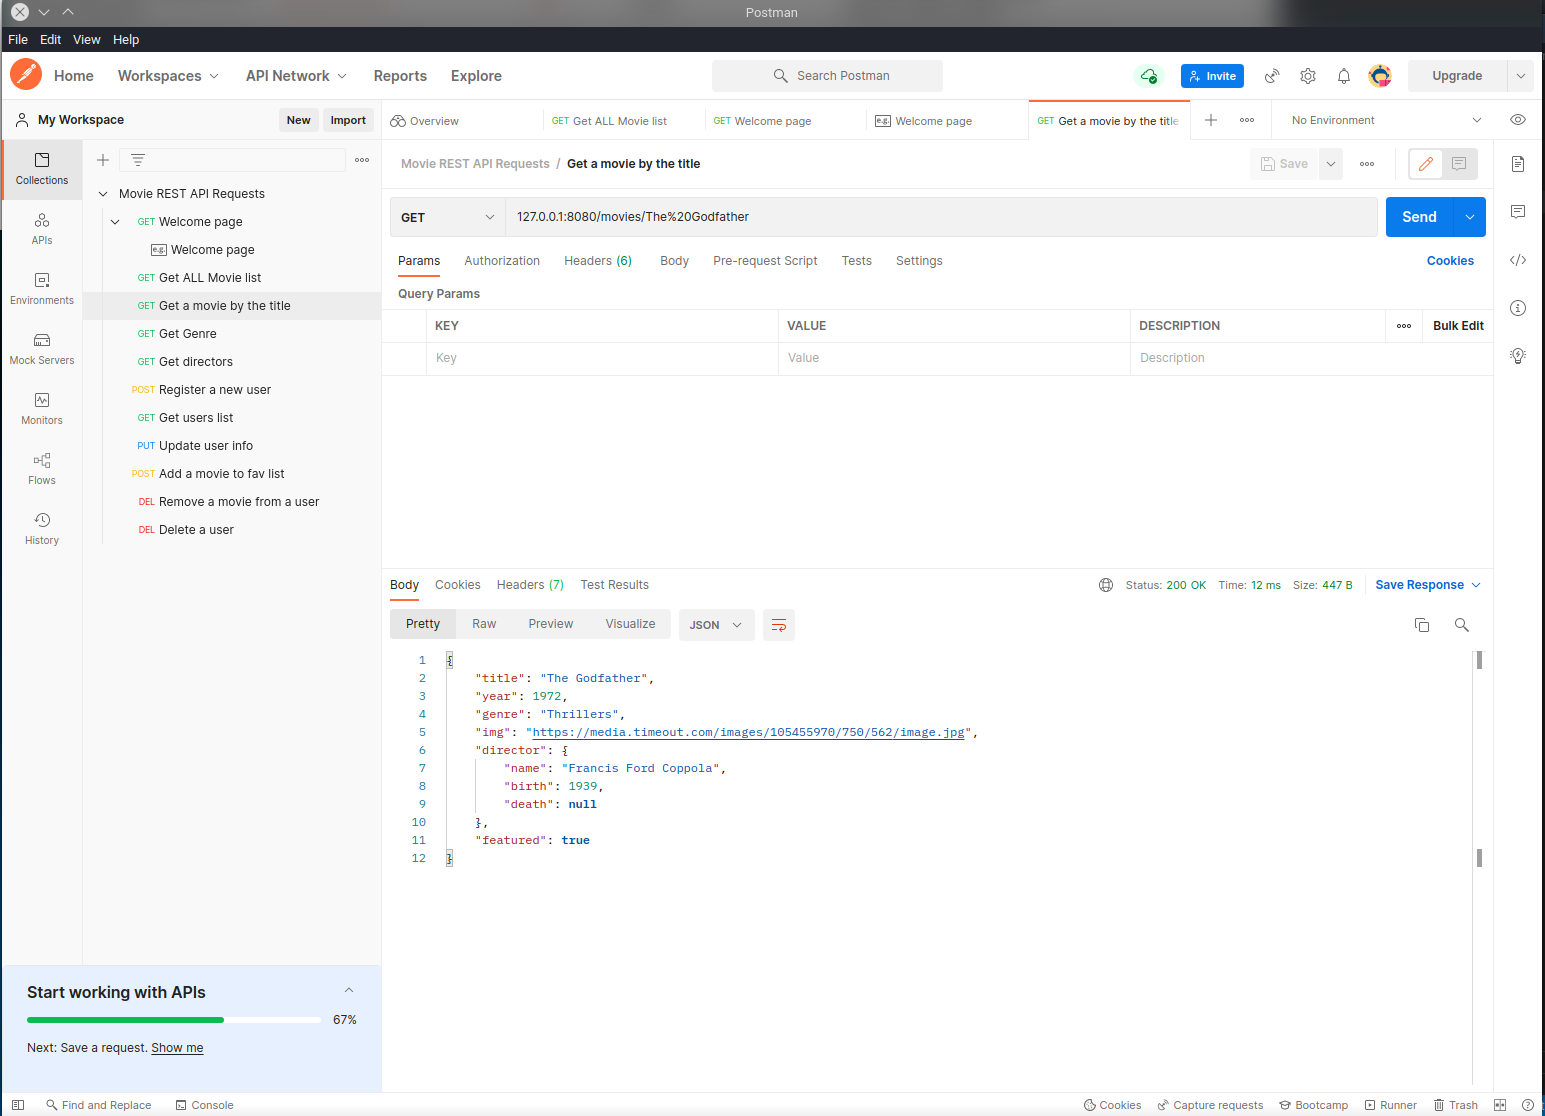 Postman
File Edit View Help
Home Workspaces API Network Reports Explore Search Postman Invite Upgrade
My Workspace New Import
Overview GET Get ALL Movie list GET Welcome page e.g. Welcome page GET Get a movie by the title No Environment
Collections
APIs
Environments
Mock Servers
Monitors
Flows
History
Movie REST API Requests
GET Welcome page
e.g. Welcome page
GET Get ALL Movie list
GET Get a movie by the title
GET Get Genre
GET Get directors
POST Register a new user
GET Get users list
PUT Update user info
POST Add a movie to fav list
DEL Remove a movie from a user
DEL Delete a user
Start working with APIs
67%
Next: Save a request. Show me
Movie REST API Requests / Get a movie by the title Save
GET 127.0.0.1:8080/movies/The%20Godfather Send
Params Authorization Headers (6) Body Pre-request Script Tests Settings Cookies
Query Params
KEY VALUE DESCRIPTION Bulk Edit
Key Value Description
Body Cookies Headers (7) Test Results Status: 200 OK Time: 12 ms Size: 447 B Save Response
Pretty Raw Preview Visualize JSON
1 {
2 "title": "The Godfather",
3 "year": 1972,
4 "genre": "Thrillers",
5 "img": "https://media.timeout.com/images/105455970/750/562/image.jpg",
6 "director": {
7 "name": "Francis Ford Coppola",
8 "birth": 1939,
9 "death": null
10 },
11 "featured": true
12 }
Find and Replace Console Cookies Capture requests Bootcamp Runner Trash